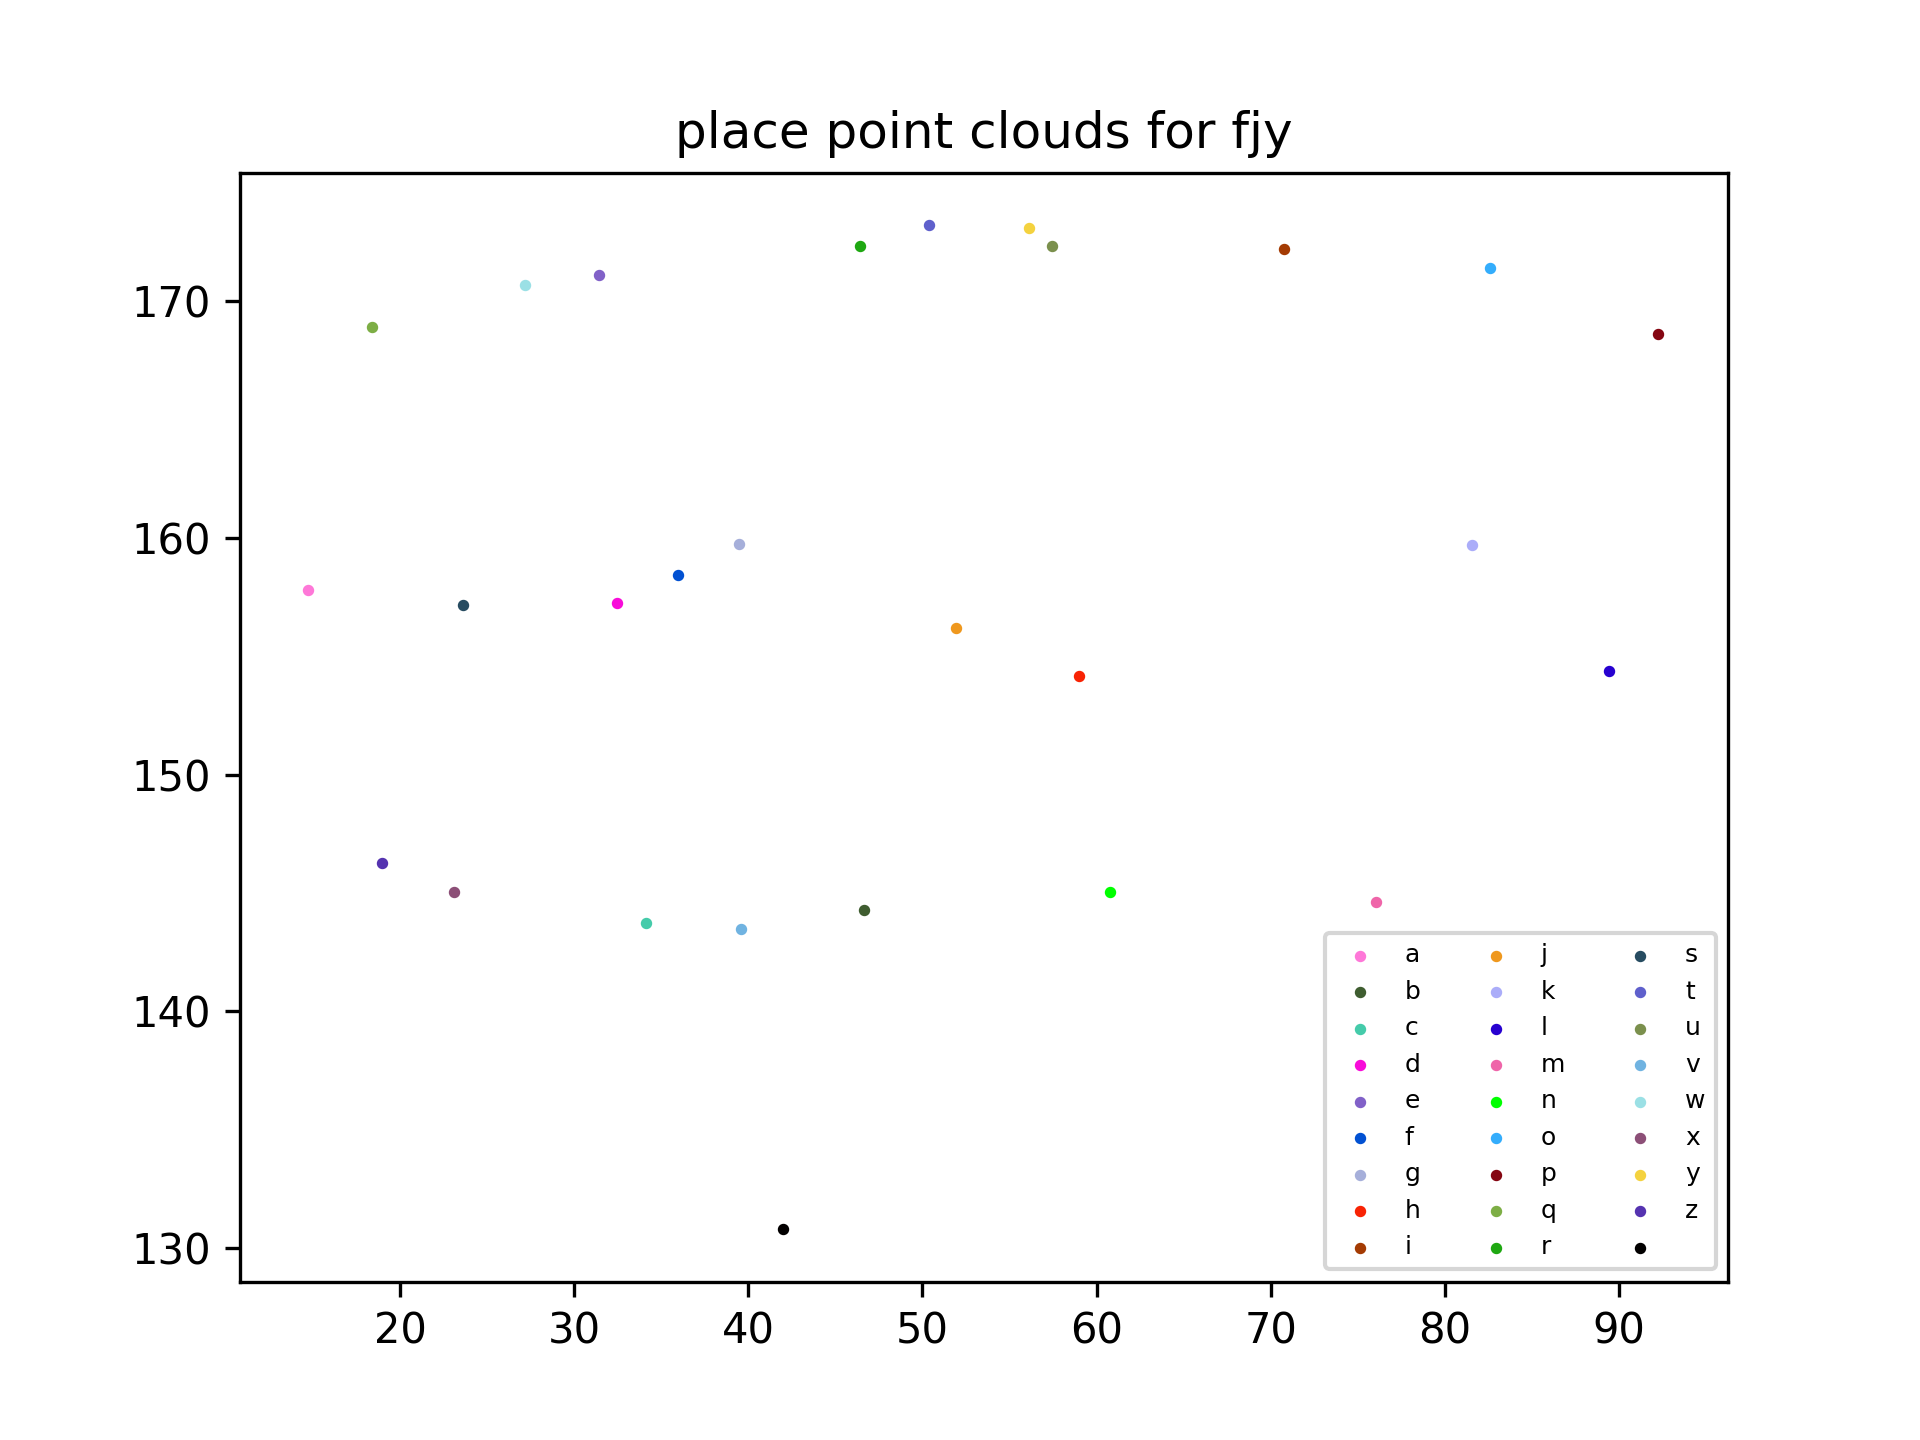 place point clouds for fjy
170
160
150
140
130
20 30 40 50 60 70 80 90
a j s
b k t
c l u
d m v
e n w
f o x
g p y
h q z
i r